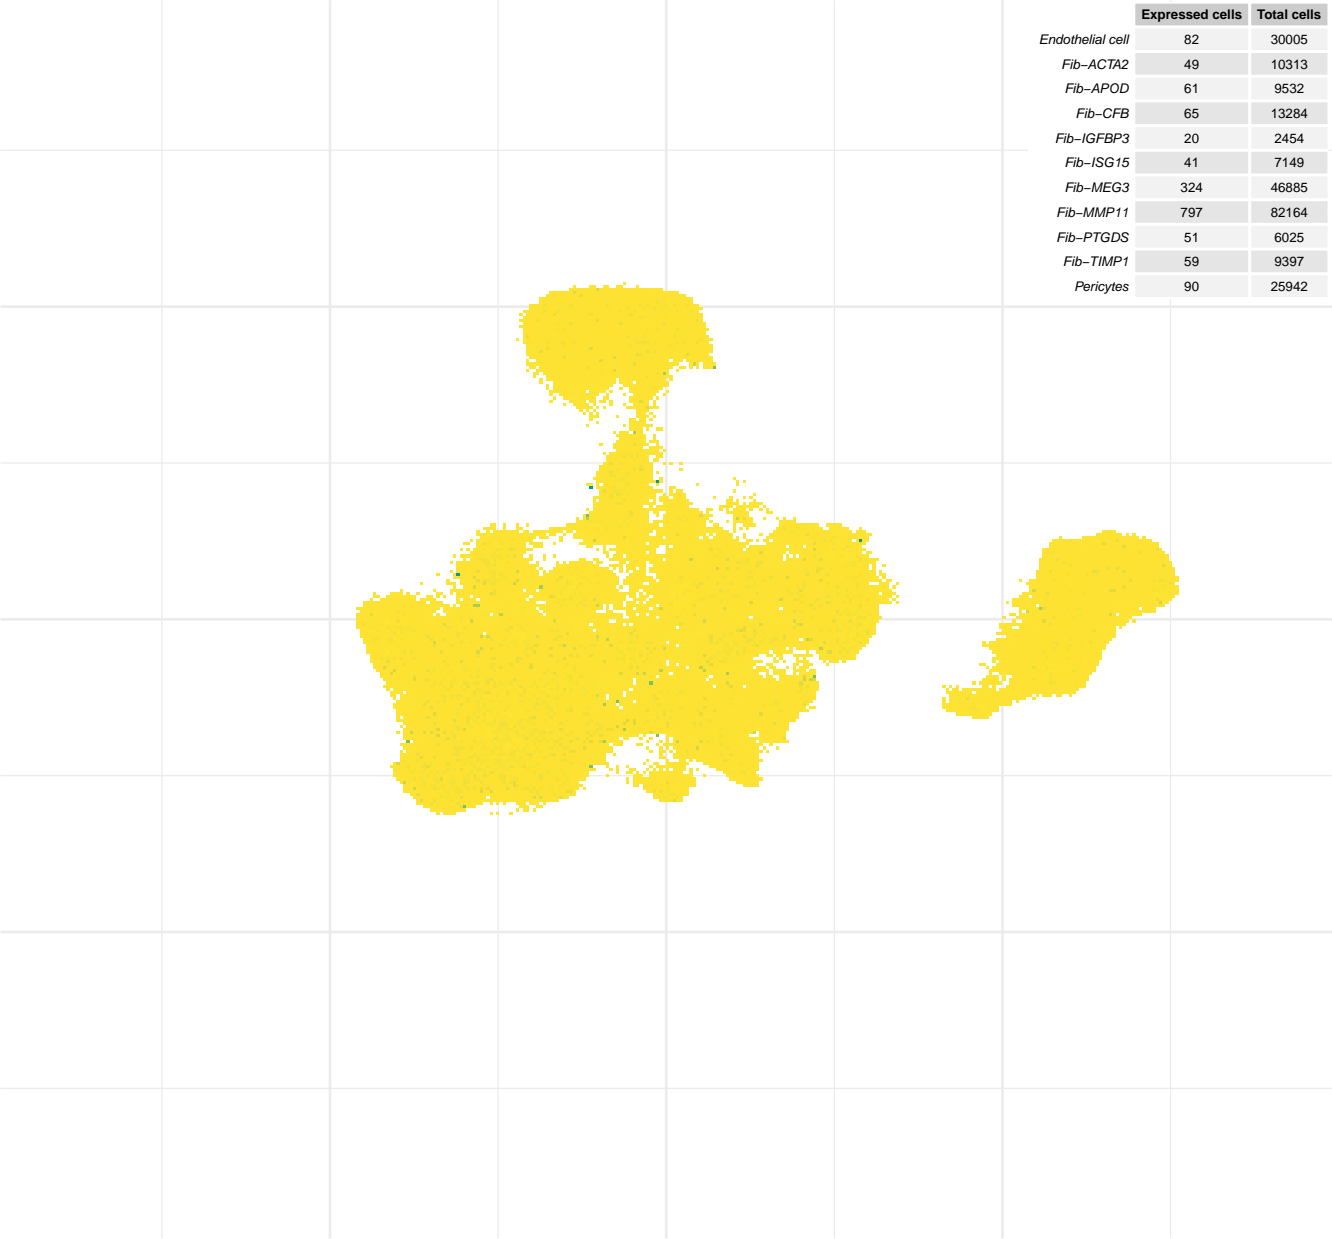 Expressed cells Total cells
Endothelial cell 82 30005
Fib−ACTA2 49 10313
Fib−APOD 61 9532
Fib−CFB 65 13284
Fib−IGFBP3 20 2454
Fib−ISG15 41 7149
Fib−MEG3 324 46885
Fib−MMP11 797 82164
Fib−PTGDS 51 6025
Fib−TIMP1 59 9397
Pericytes 90 25942